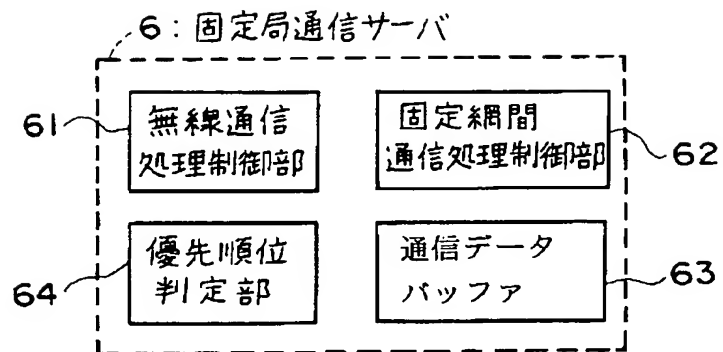 6:固定局通信サーバ
61
無線通信
処理制御部
固定網間
通信処理制御部
62
64
優先順位
判定部
通信データ
バッファ
63